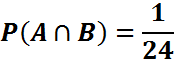 P(A ∩ B) = 1/24